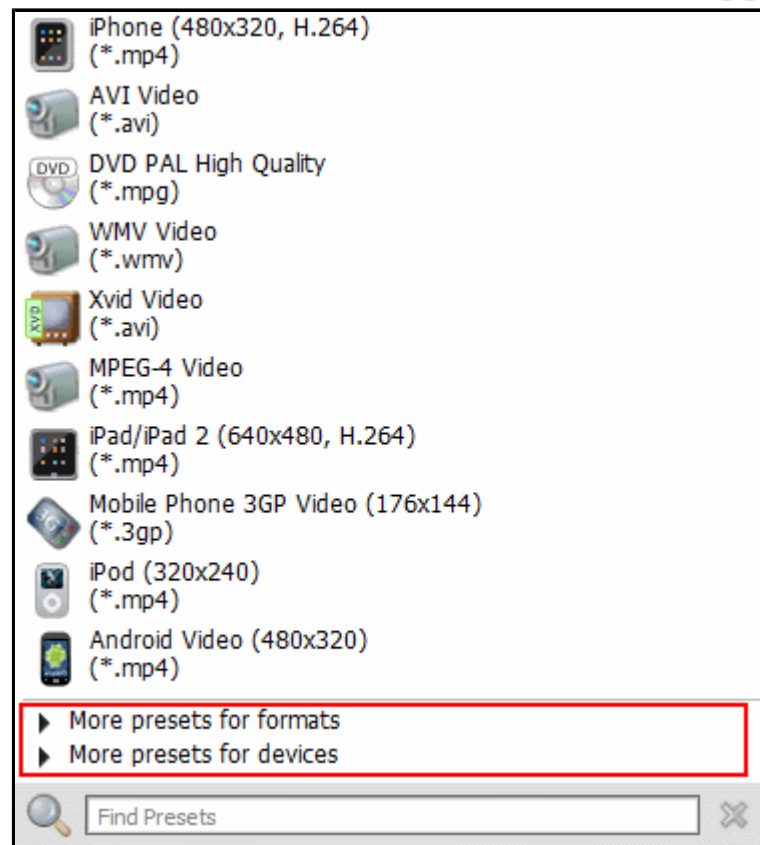 iPhone (480x320, H.264)
(*.mp4)
AVI Video
(*.avi)
DVD
DVD PAL High Quality
(*.mpg)
WMV Video
(*.wmv)
XVD
Xvid Video
(*.avi)
MPEG-4 Video
(*.mp4)
iPad/iPad 2 (640x480, H.264)
(*.mp4)
3GP
Mobile Phone 3GP Video (176x144)
(*.3gp)
iPod (320x240)
(*.mp4)
Android Video (480x320)
(*.mp4)
More presets for formats
More presets for devices
Find Presets